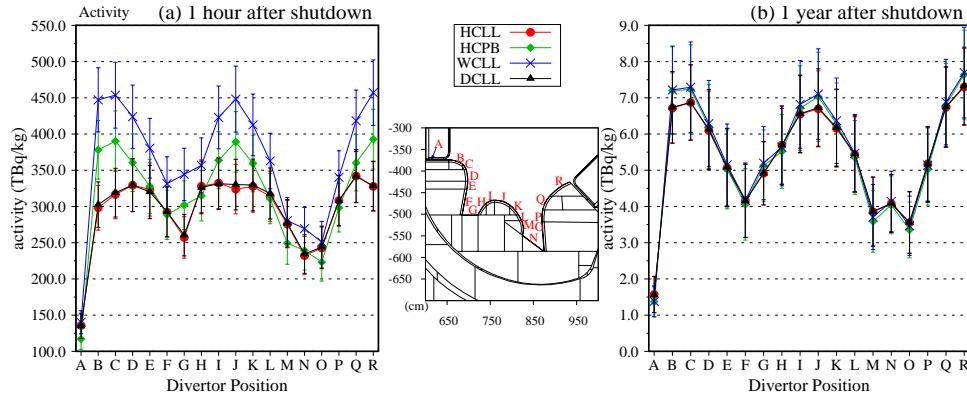 Activity
(a) 1 hour after shutdown
activity (TBq/kg)
550.0
500.0
450.0
400.0
350.0
300.0
250.0
200.0
150.0
100.0
A B C D E F G H I J K L M N O P Q R
Divertor Position
HCLL
HCPB
WCLL
DCLL
-300
-350
-400
-450
-500
-550
-600
-650
(cm)
650 750 850 950
A
B
C
D
E
F
G
H
I
J
K
L
M
N
O
P
Q
R
(b) 1 year after shutdown
activity (TBq/kg)
9.0
8.0
7.0
6.0
5.0
4.0
3.0
2.0
1.0
0.0
A B C D E F G H I J K L M N O P Q R
Divertor Position